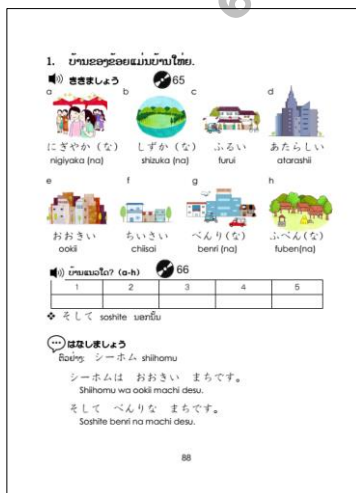 1. ບ້ານຂອງຂ້ອຍແມ່ນບ້ານໃຫຍ່.
ききましょう 65
a b c d
にぎやか（な） しずか（な） ふるい あたらしい
nigiyaka (na) shizuka (na) furui atarashii
e f g h
おおきい ちいさい べんり（な） ふべん（な）
ookii chiisai benri (na) fuben(na)
ບ້ານແນວໃດ? (a-h) 66
1 2 3 4 5
❖ そして soshite ນອກນັ້ນ
はなしましょう
ຕົວຢ່າງ: シーホム shiihomu
シーホムは おおきい まちです。
Shiihomu wa ookii machi desu.
そして べんりな まちです。
Soshite benri na machi desu.
88